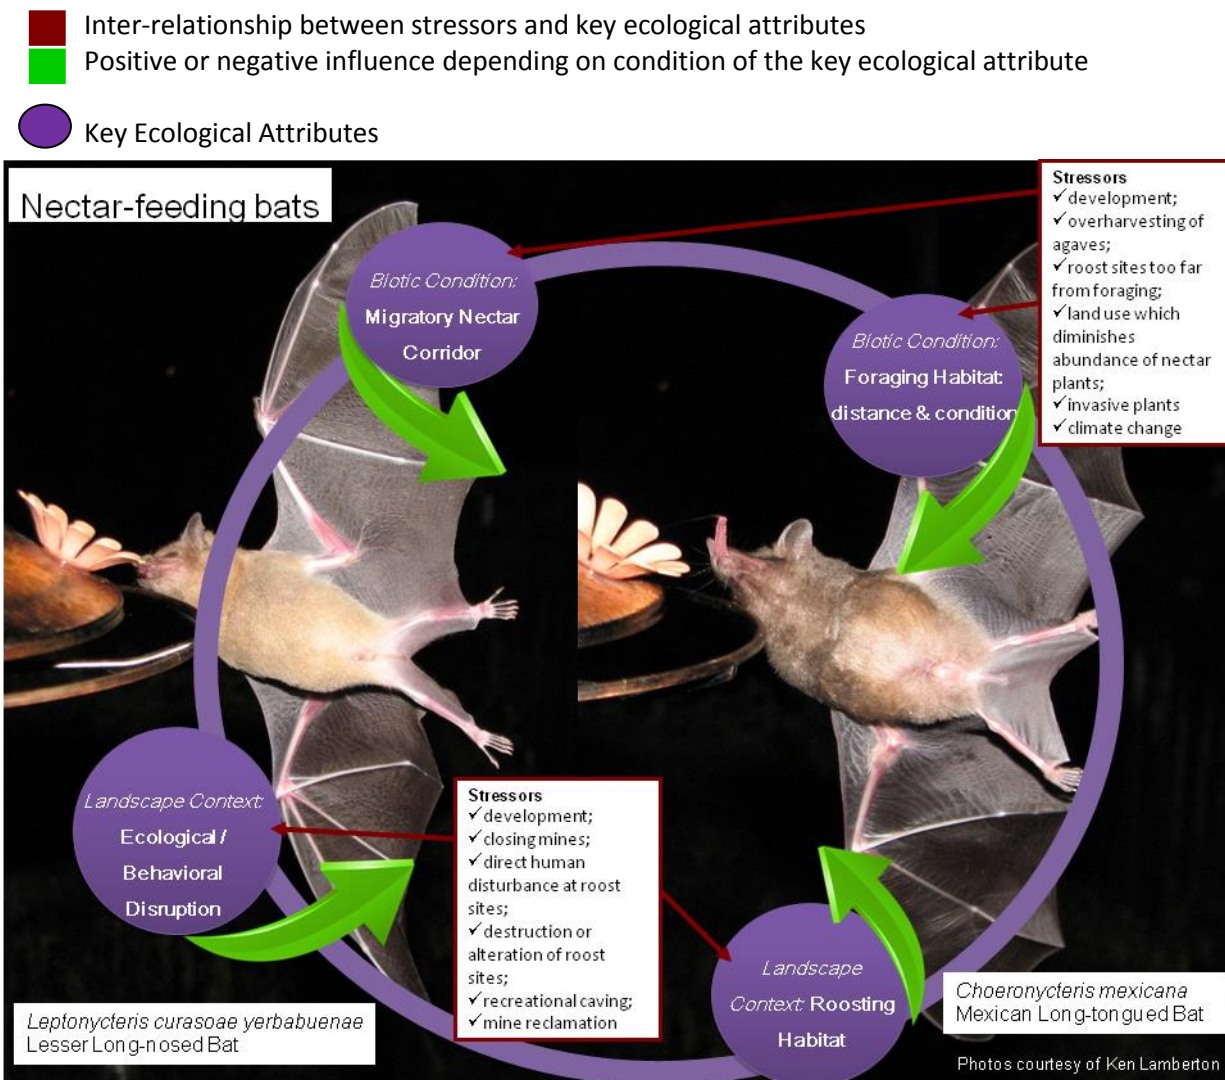 Inter-relationship between stressors and key ecological attributes
Positive or negative influence depending on condition of the key ecological attribute
Key Ecological Attributes
Nectar-feeding bats
Biotic Condition:
Migratory Nectar
Corridor
Biotic Condition:
Foraging Habitat:
distance & condition
Stressors
✓development;
✓overharvesting of
agaves;
✓roost sites too far
from foraging;
✓land use which
diminishes
abundance of nectar
plants;
✓invasive plants
✓climate change
Landscape Context:
Ecological /
Behavioral
Disruption
Stressors
✓development;
✓closing mines;
✓direct human
disturbance at roost
sites;
✓destruction or
alteration of roost
sites;
✓recreational caving;
✓mine reclamation
Landscape
Context: Roosting
Habitat
Leptonycteris curasoae yerbabuenae
Lesser Long-nosed Bat
Choeronycteris mexicana
Mexican Long-tongued Bat
Photos courtesy of Ken Lamberton